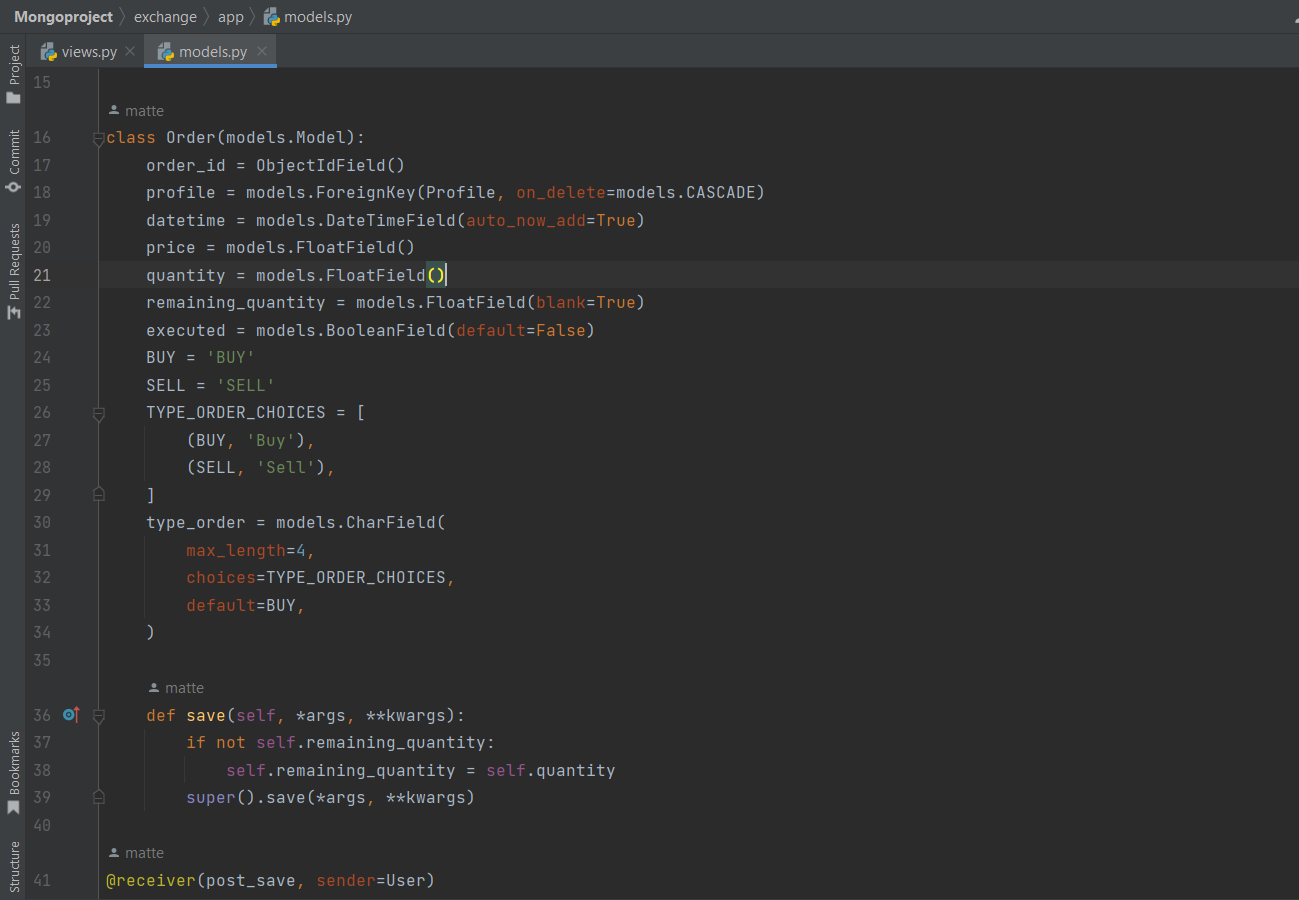 Mongoproject exchange app models.py
views.py models.py
Project
Commit
Pull Requests
Bookmarks
Structure
15
matte
16 class Order(models.Model):
17     order_id = ObjectIdField()
18     profile = models.ForeignKey(Profile, on_delete=models.CASCADE)
19     datetime = models.DateTimeField(auto_now_add=True)
20     price = models.FloatField()
21     quantity = models.FloatField()
22     remaining_quantity = models.FloatField(blank=True)
23     executed = models.BooleanField(default=False)
24     BUY = 'BUY'
25     SELL = 'SELL'
26     TYPE_ORDER_CHOICES = [
27         (BUY, 'Buy'),
28         (SELL, 'Sell'),
29     ]
30     type_order = models.CharField(
31         max_length=4,
32         choices=TYPE_ORDER_CHOICES,
33         default=BUY,
34     )
35
matte
36     def save(self, *args, **kwargs):
37         if not self.remaining_quantity:
38             self.remaining_quantity = self.quantity
39         super().save(*args, **kwargs)
40
matte
41 @receiver(post_save, sender=User)